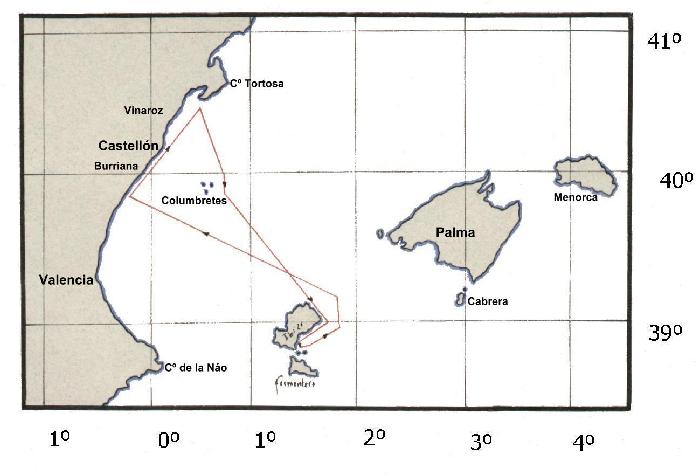 41º
Cº Tortosa
Vinaroz
Castellón
Burriana
40º
Columbretes
Menorca
Palma
Valencia
Cabrera
39º
Cº de la Náo
Formentera
1º 0º 1º 2º 3º 4º